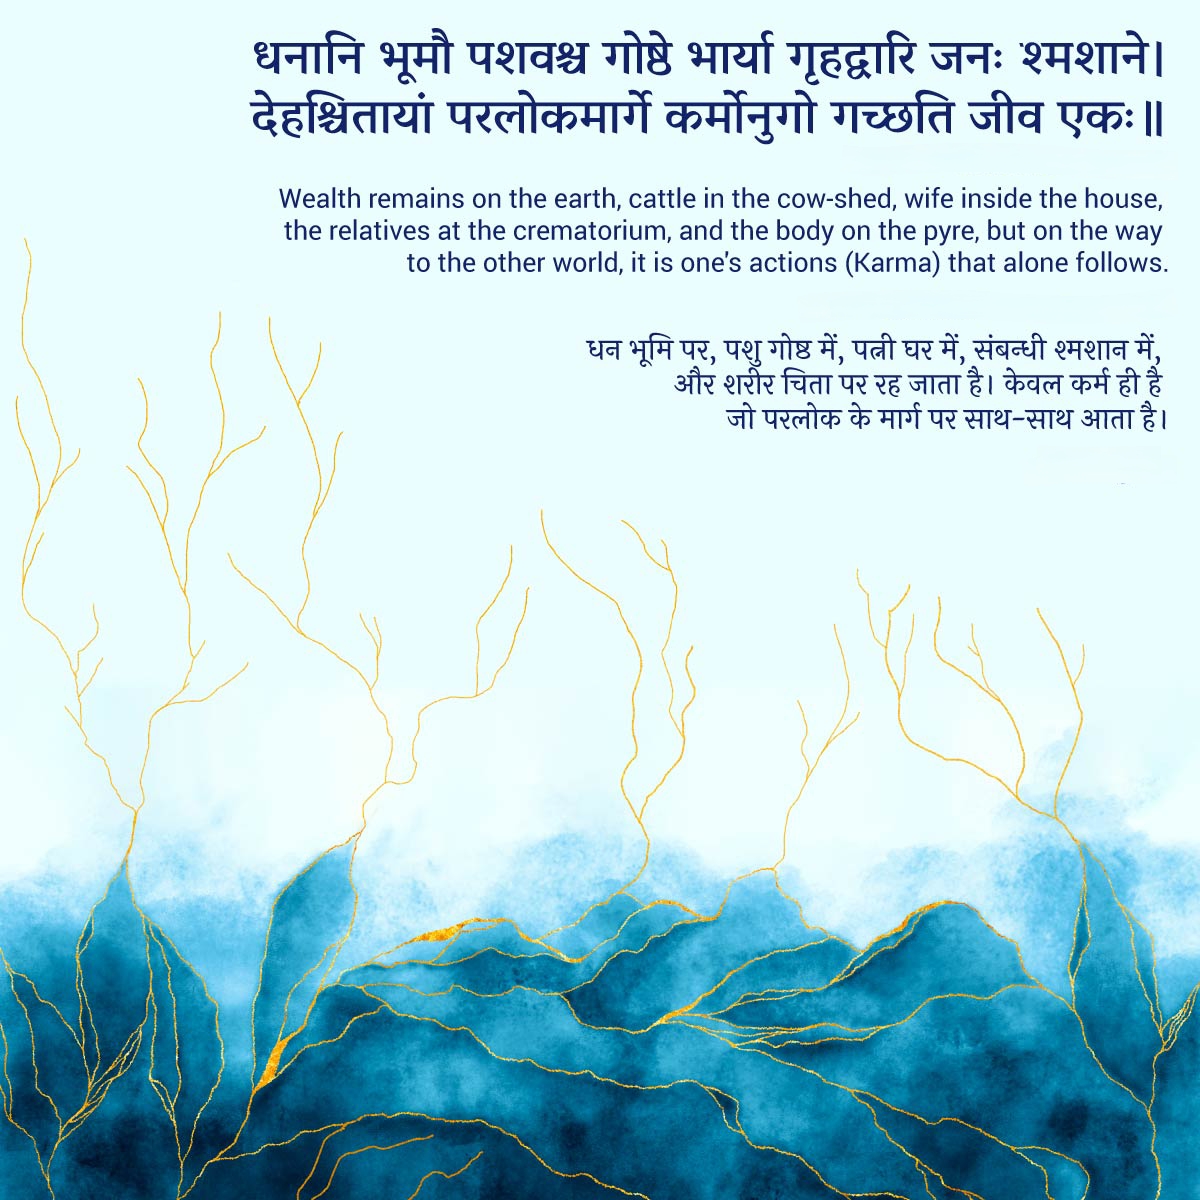 धनानि भूमौ पशवश्च गोष्ठे भार्या गृहद्वारि जनः श्मशाने।
देहश्चितायां परलोकमार्गे कर्मोनुगो गच्छति जीव एकः॥
Wealth remains on the earth, cattle in the cow-shed, wife inside the house,
the relatives at the crematorium, and the body on the pyre, but on the way
to the other world, it is one's actions (Karma) that alone follows.
धन भूमि पर, पशु गोष्ठ में, पत्नी घर में, संबन्धी श्मशान में,
और शरीर चिता पर रह जाता है। केवल कर्म ही है
जो परलोक के मार्ग पर साथ-साथ आता है।